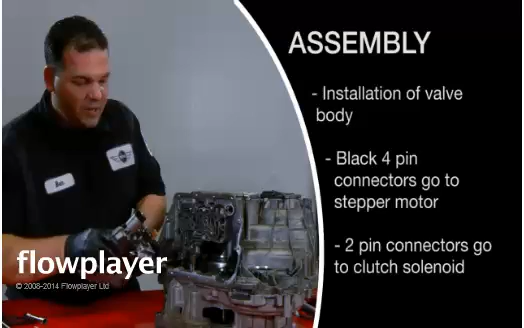 ASSEMBLY
- Installation of valve
body
- Black 4 pin
connectors go to
stepper motor
- 2 pin connectors go
to clutch solenoid
flowplayer
© 2008-2014 Flowplayer Ltd